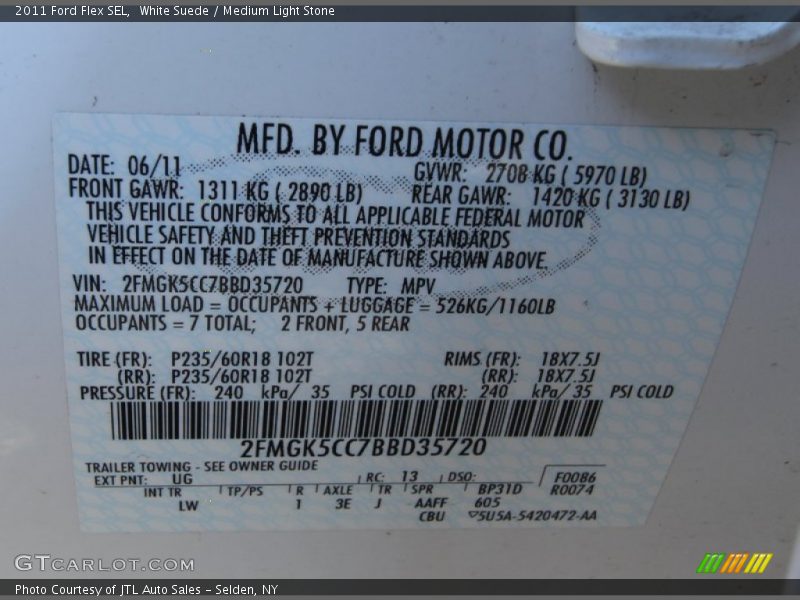 2011 Ford Flex SEL,  White Suede / Medium Light Stone
MFD. BY FORD MOTOR CO.
DATE: 06/11 GVWR: 2708 KG ( 5970 LB)
FRONT GAWR: 1311 KG ( 2890 LB) REAR GAWR: 1420 KG ( 3130 LB)
THIS VEHICLE CONFORMS TO ALL APPLICABLE FEDERAL MOTOR
VEHICLE SAFETY AND THEFT PREVENTION STANDARDS
IN EFFECT ON THE DATE OF MANUFACTURE SHOWN ABOVE.
VIN: 2FMGK5CC7BBD35720 TYPE: MPV
MAXIMUM LOAD = OCCUPANTS + LUGGAGE = 526KG/1160LB
OCCUPANTS = 7 TOTAL; 2 FRONT, 5 REAR
TIRE (FR): P235/60R18 102T RIMS (FR): 18X7.5J
(RR): P235/60R18 102T (RR): 18X7.5J
PRESSURE (FR): 240 kPa/ 35 PSI COLD (RR): 240 kPa/ 35 PSI COLD
2FMGK5CC7BBD35720
TRAILER TOWING - SEE OWNER GUIDE
EXT PNT: UG RC: 13 DSO: F0086
INT TR TP/PS R AXLE TR SPR BP31D R0074
LW 1 3E J AAFF 605
CBU ▽5U5A-5420472-AA
GTCARLOT.COM
Photo Courtesy of JTL Auto Sales – Selden, NY